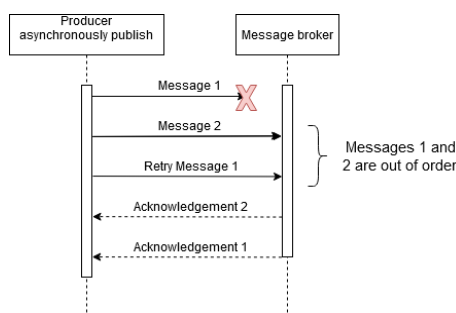 Producer
asynchronously publish
Message broker
Message 1
X
Message 2
Messages 1 and
2 are out of order
Retry Message 1
Acknowledgement 2
Acknowledgement 1